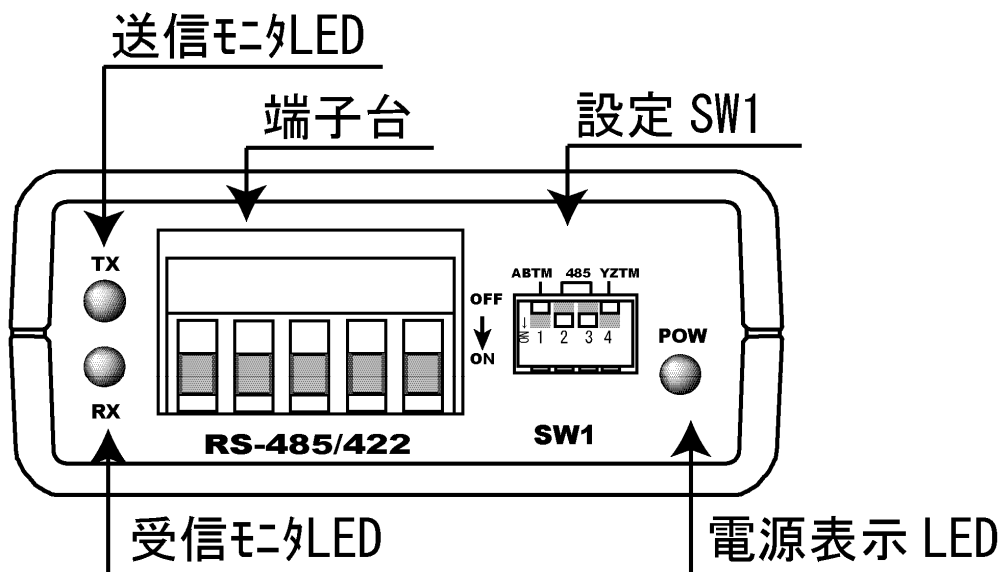 送信ﾓﾆﾀLED
端子台
設定 SW1
TX
ABTM 485 YZTM
OFF
ON
ON
1 2 3 4
POW
RX
RS-485/422
SW1
受信ﾓﾆﾀLED
電源表示 LED